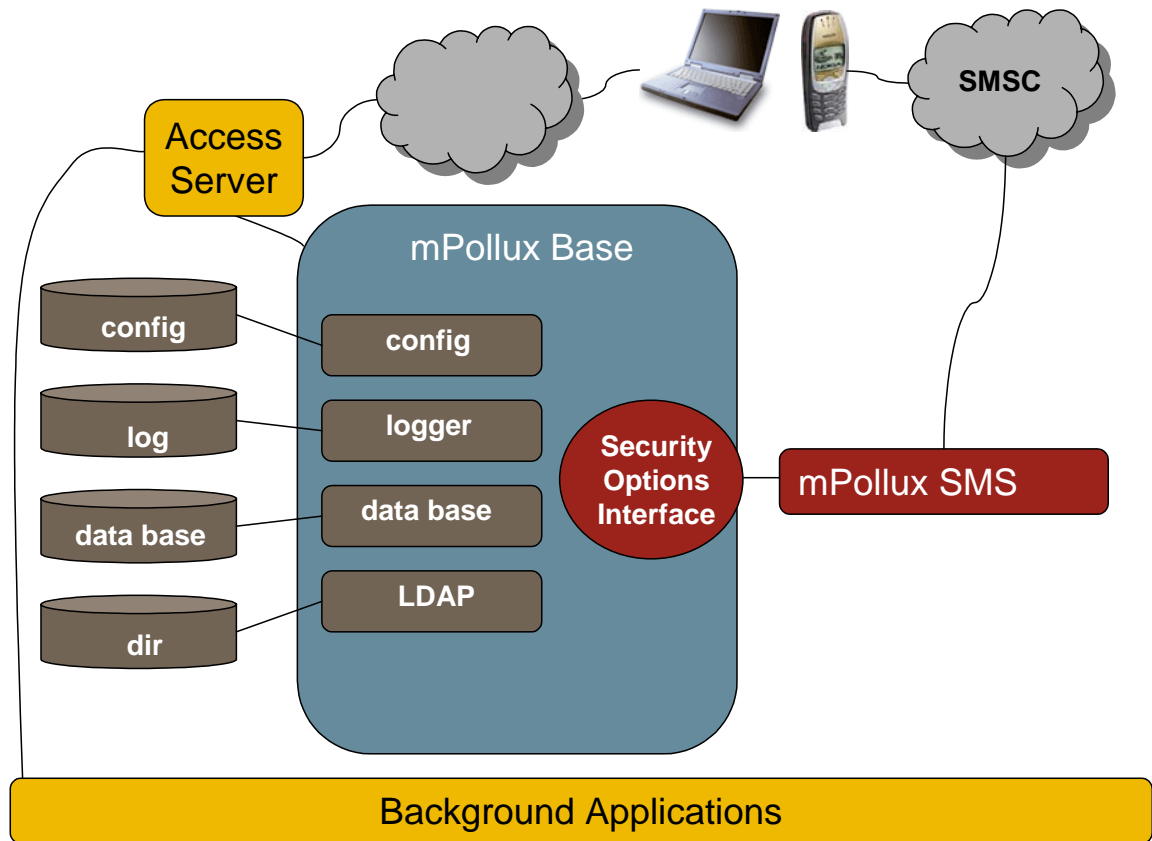 SMSC
Access
Server
mPollux Base
config
config
log
logger
data base
data base
dir
LDAP
Security
Options
Interface
mPollux SMS
Background Applications